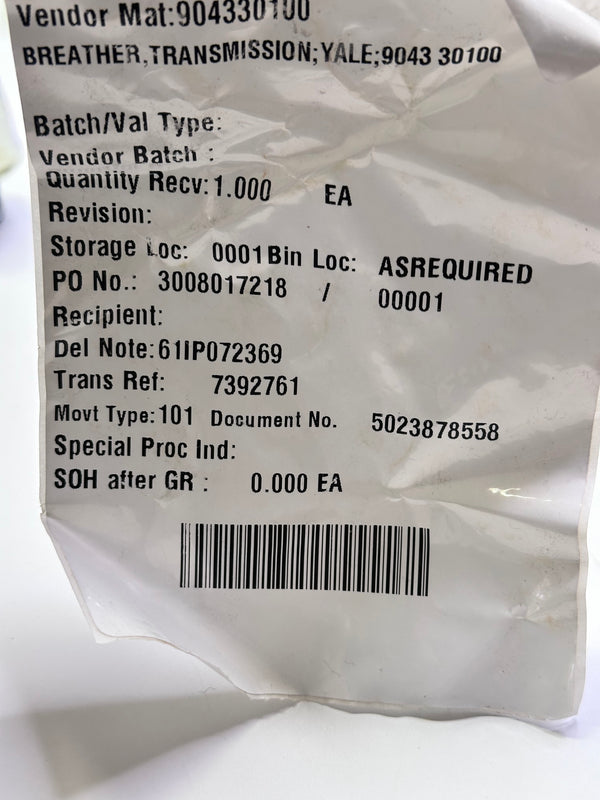 Vendor Mat:904330100
BREATHER,TRANSMISSION;YALE;9043 30100
Batch/Val Type:
Vendor Batch :
Quantity Recv:1.000 EA
Revision:
Storage Loc: 0001 Bin Loc: ASREQUIRED
PO No.: 3008017218 / 00001
Recipient:
Del Note:61IP072369
Trans Ref: 7392761
Movt Type:101 Document No. 5023878558
Special Proc Ind:
SOH after GR : 0.000 EA